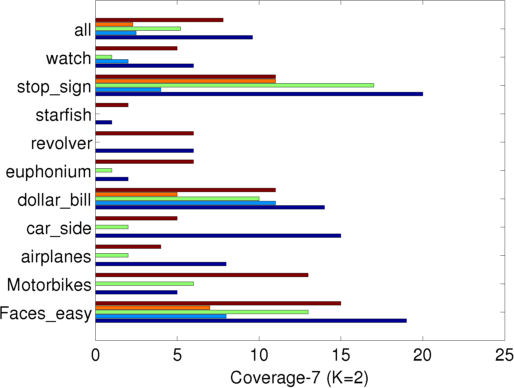 all
watch
stop_sign
starfish
revolver
euphonium
dollar_bill
car_side
airplanes
Motorbikes
Faces_easy
0 5 10 15 20 25
Coverage-7 (K=2)